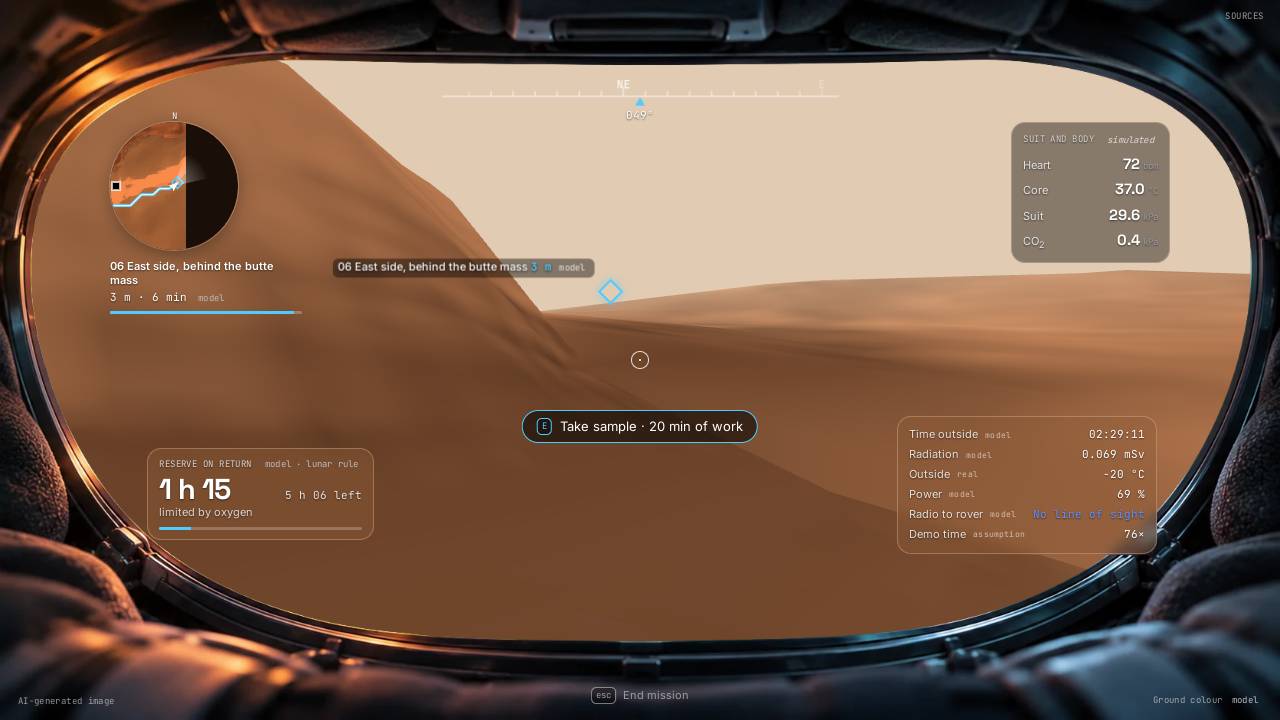 SOURCES
NE
E
049°
N
SUIT AND BODY simulated
Heart 72 bpm
Core 37.0 °C
Suit 29.6 kPa
CO2 0.4 kPa
06 East side, behind the butte mass 3 m model
06 East side, behind the butte
mass
3 m · 6 min model
E Take sample · 20 min of work
RESERVE ON RETURN model · lunar rule
1 h 15 5 h 06 left
limited by oxygen
Time outside model 02:29:11
Radiation model 0.069 mSv
Outside real -20 °C
Power model 69 %
Radio to rover model No line of sight
Demo time assumption 76×
esc End mission
AI-generated image
Ground colour model